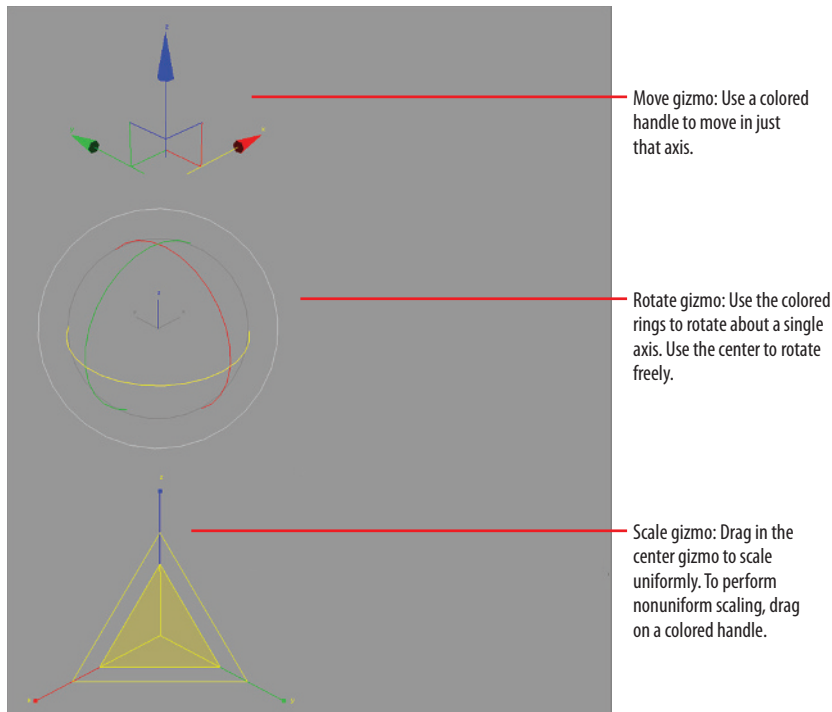 Move gizmo: Use a colored
handle to move in just
that axis.
Rotate gizmo: Use the colored
rings to rotate about a single
axis. Use the center to rotate
freely.
Scale gizmo: Drag in the
center gizmo to scale
uniformly. To perform
nonuniform scaling, drag
on a colored handle.